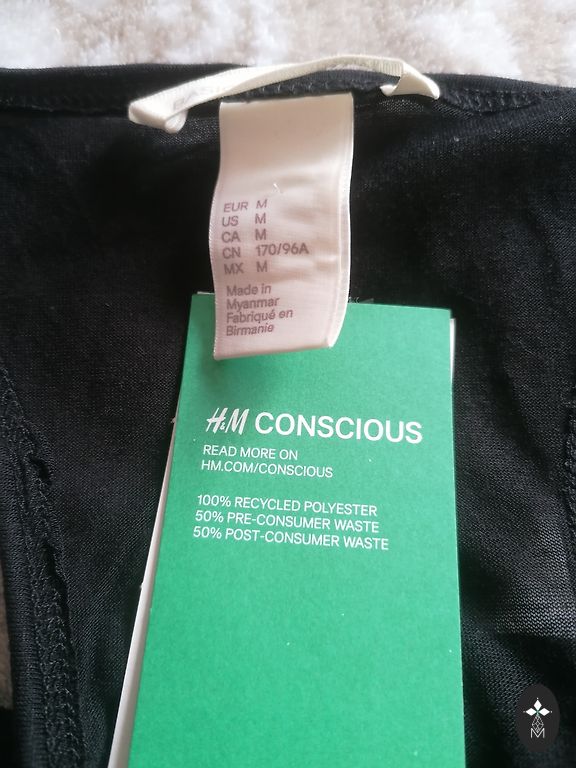 EUR M
US M
CA M
CN 170/96A
MX M
Made in
Myanmar
Fabriqué en
Birmanie
H&M CONSCIOUS
READ MORE ON
HM.COM/CONSCIOUS
100% RECYCLED POLYESTER
50% PRE-CONSUMER WASTE
50% POST-CONSUMER WASTE
M